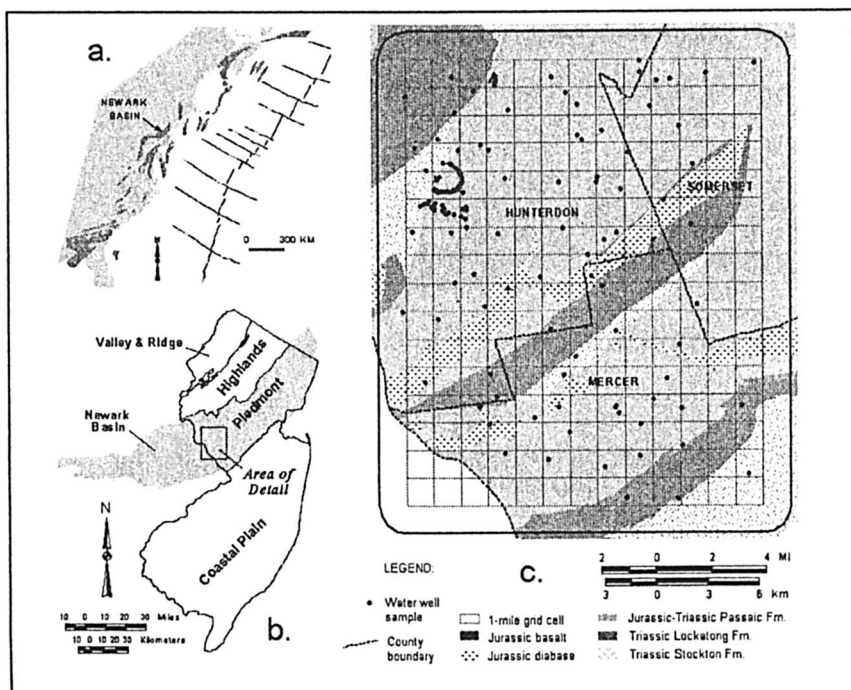 a.
NEWARK
BASIN
N
0 300 KM
Valley & Ridge
Highlands
Piedmont
Newark
Basin
Area of
Detail
Coastal Plain
N
10 0 10 20 30 Miles
10 0 10 20 30 Kilometers
b.
HUNTERDON
SOMERSET
MERCER
c.
2 0 2 4 MI
3 0 3 6 Km
LEGEND:
Water well
sample
County
boundary
1-mile grid cell
Jurassic basalt
Jurassic diabase
Jurassic-Triassic Passaic Fm.
Triassic Lockatong Fm.
Triassic Stockton Fm.